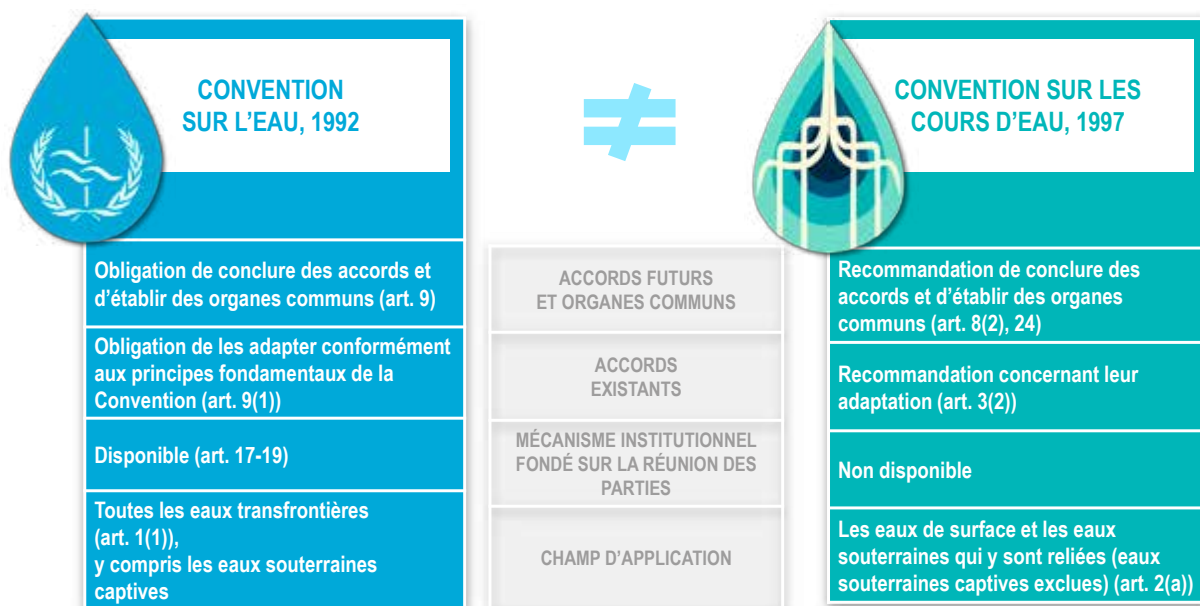 CONVENTION
SUR L'EAU, 1992
≠
CONVENTION SUR LES
COURS D'EAU, 1997
Obligation de conclure des accords et
d'établir des organes communs (art. 9)
ACCORDS FUTURS
ET ORGANES COMMUNS
Recommandation de conclure des
accords et d'établir des organes
communs (art. 8(2), 24)
Obligation de les adapter conformément
aux principes fondamentaux de la
Convention (art. 9(1))
ACCORDS
EXISTANTS
Recommandation concernant leur
adaptation (art. 3(2))
Disponible (art. 17-19)
MÉCANISME INSTITUTIONNEL
FONDÉ SUR LA RÉUNION DES
PARTIES
Non disponible
Toutes les eaux transfrontières
(art. 1(1)),
y compris les eaux souterraines
captives
CHAMP D'APPLICATION
Les eaux de surface et les eaux
souterraines qui y sont reliées (eaux
souterraines captives exclues) (art. 2(a))